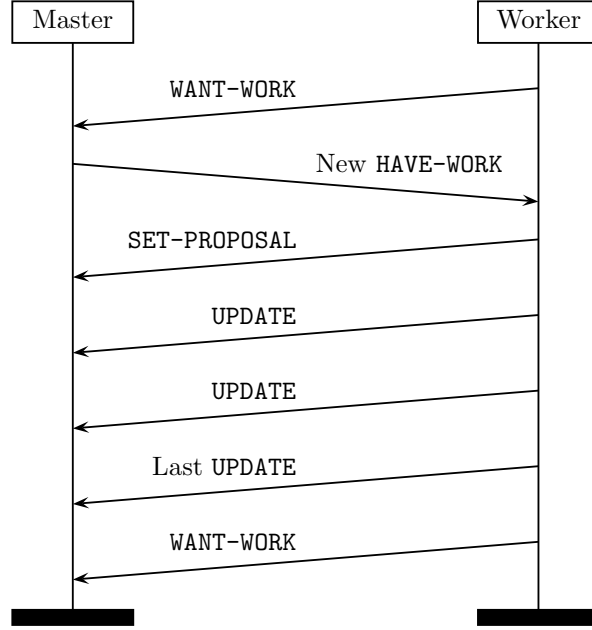 Master
Worker
WANT-WORK
New HAVE-WORK
SET-PROPOSAL
UPDATE
UPDATE
Last UPDATE
WANT-WORK